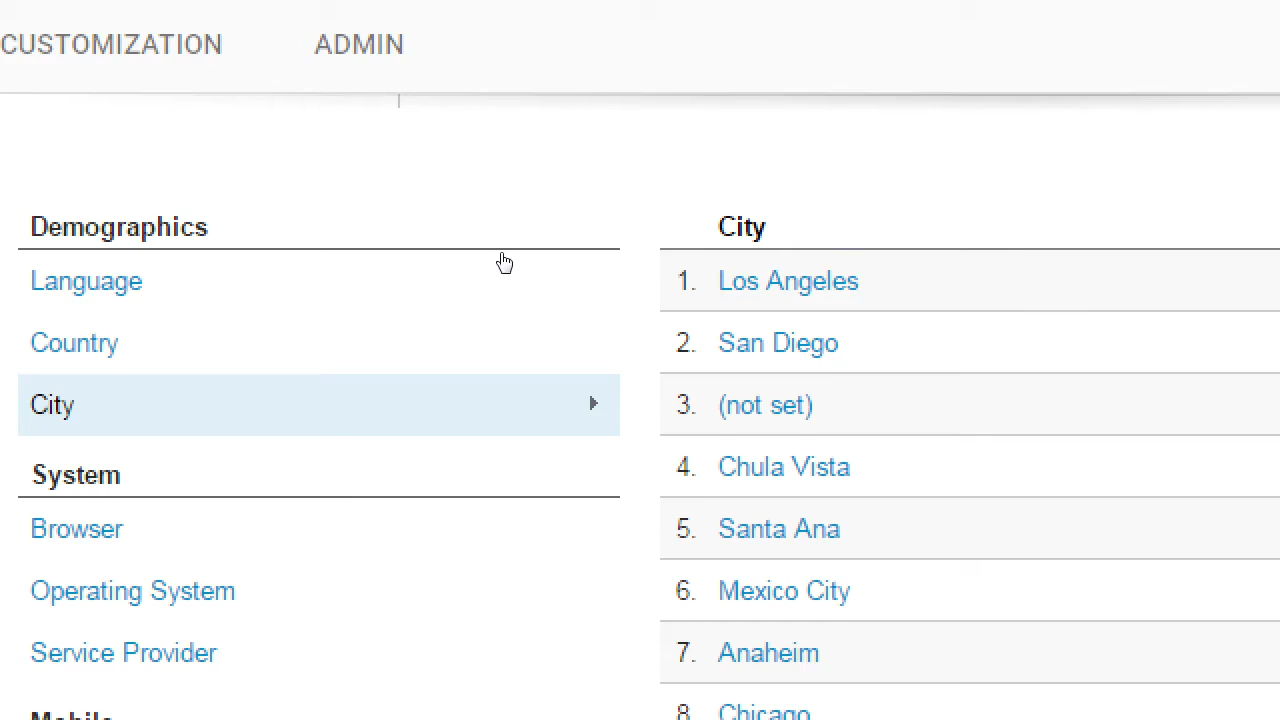 CUSTOMIZATION ADMIN
Demographics
Language
Country
City
System
Browser
Operating System
Service Provider
Mobile
City
1. Los Angeles
2. San Diego
3. (not set)
4. Chula Vista
5. Santa Ana
6. Mexico City
7. Anaheim
8. Chicago